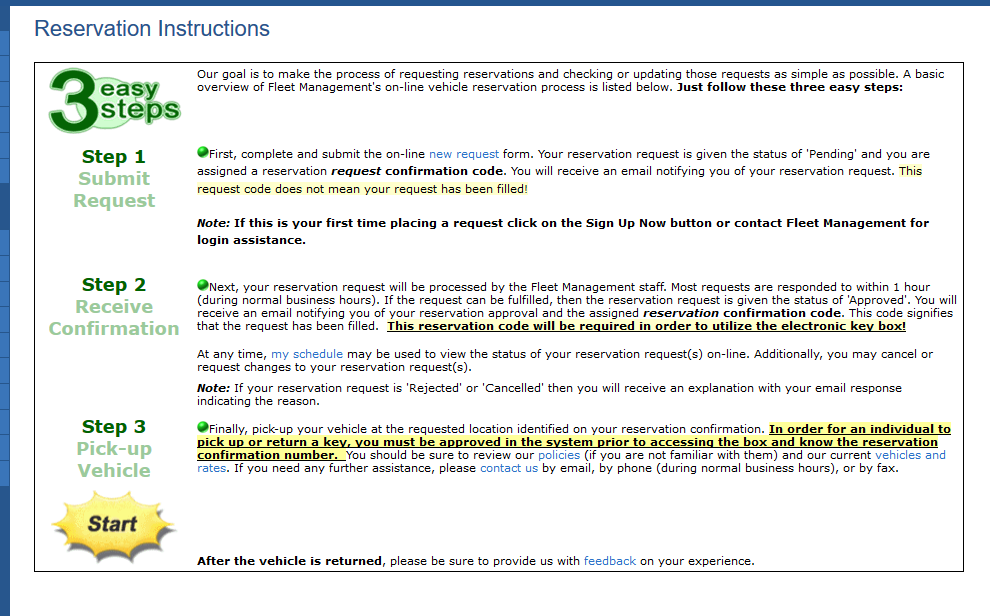 Reservation Instructions
3 easy
steps
Our goal is to make the process of requesting reservations and checking or updating those requests as simple as possible. A basic
overview of Fleet Management's on-line vehicle reservation process is listed below. Just follow these three easy steps:
Step 1
Submit
Request
First, complete and submit the on-line new request form. Your reservation request is given the status of 'Pending' and you are
assigned a reservation request confirmation code. You will receive an email notifying you of your reservation request. This
request code does not mean your request has been filled!
Note: If this is your first time placing a request click on the Sign Up Now button or contact Fleet Management for
login assistance.
Step 2
Receive
Confirmation
Next, your reservation request will be processed by the Fleet Management staff. Most requests are responded to within 1 hour
(during normal business hours). If the request can be fulfilled, then the reservation request is given the status of 'Approved'. You will
receive an email notifying you of your reservation approval and the assigned reservation confirmation code. This code signifies
that the request has been filled. This reservation code will be required in order to utilize the electronic key box!
At any time, my schedule may be used to view the status of your reservation request(s) on-line. Additionally, you may cancel or
request changes to your reservation request(s).
Note: If your reservation request is 'Rejected' or 'Cancelled' then you will receive an explanation with your email response
indicating the reason.
Step 3
Pick-up
Vehicle
Finally, pick-up your vehicle at the requested location identified on your reservation confirmation. In order for an individual to
pick up or return a key, you must be approved in the system prior to accessing the box and know the reservation
confirmation number. You should be sure to review our policies (if you are not familiar with them) and our current vehicles and
rates. If you need any further assistance, please contact us by email, by phone (during normal business hours), or by fax.
Start
After the vehicle is returned, please be sure to provide us with feedback on your experience.